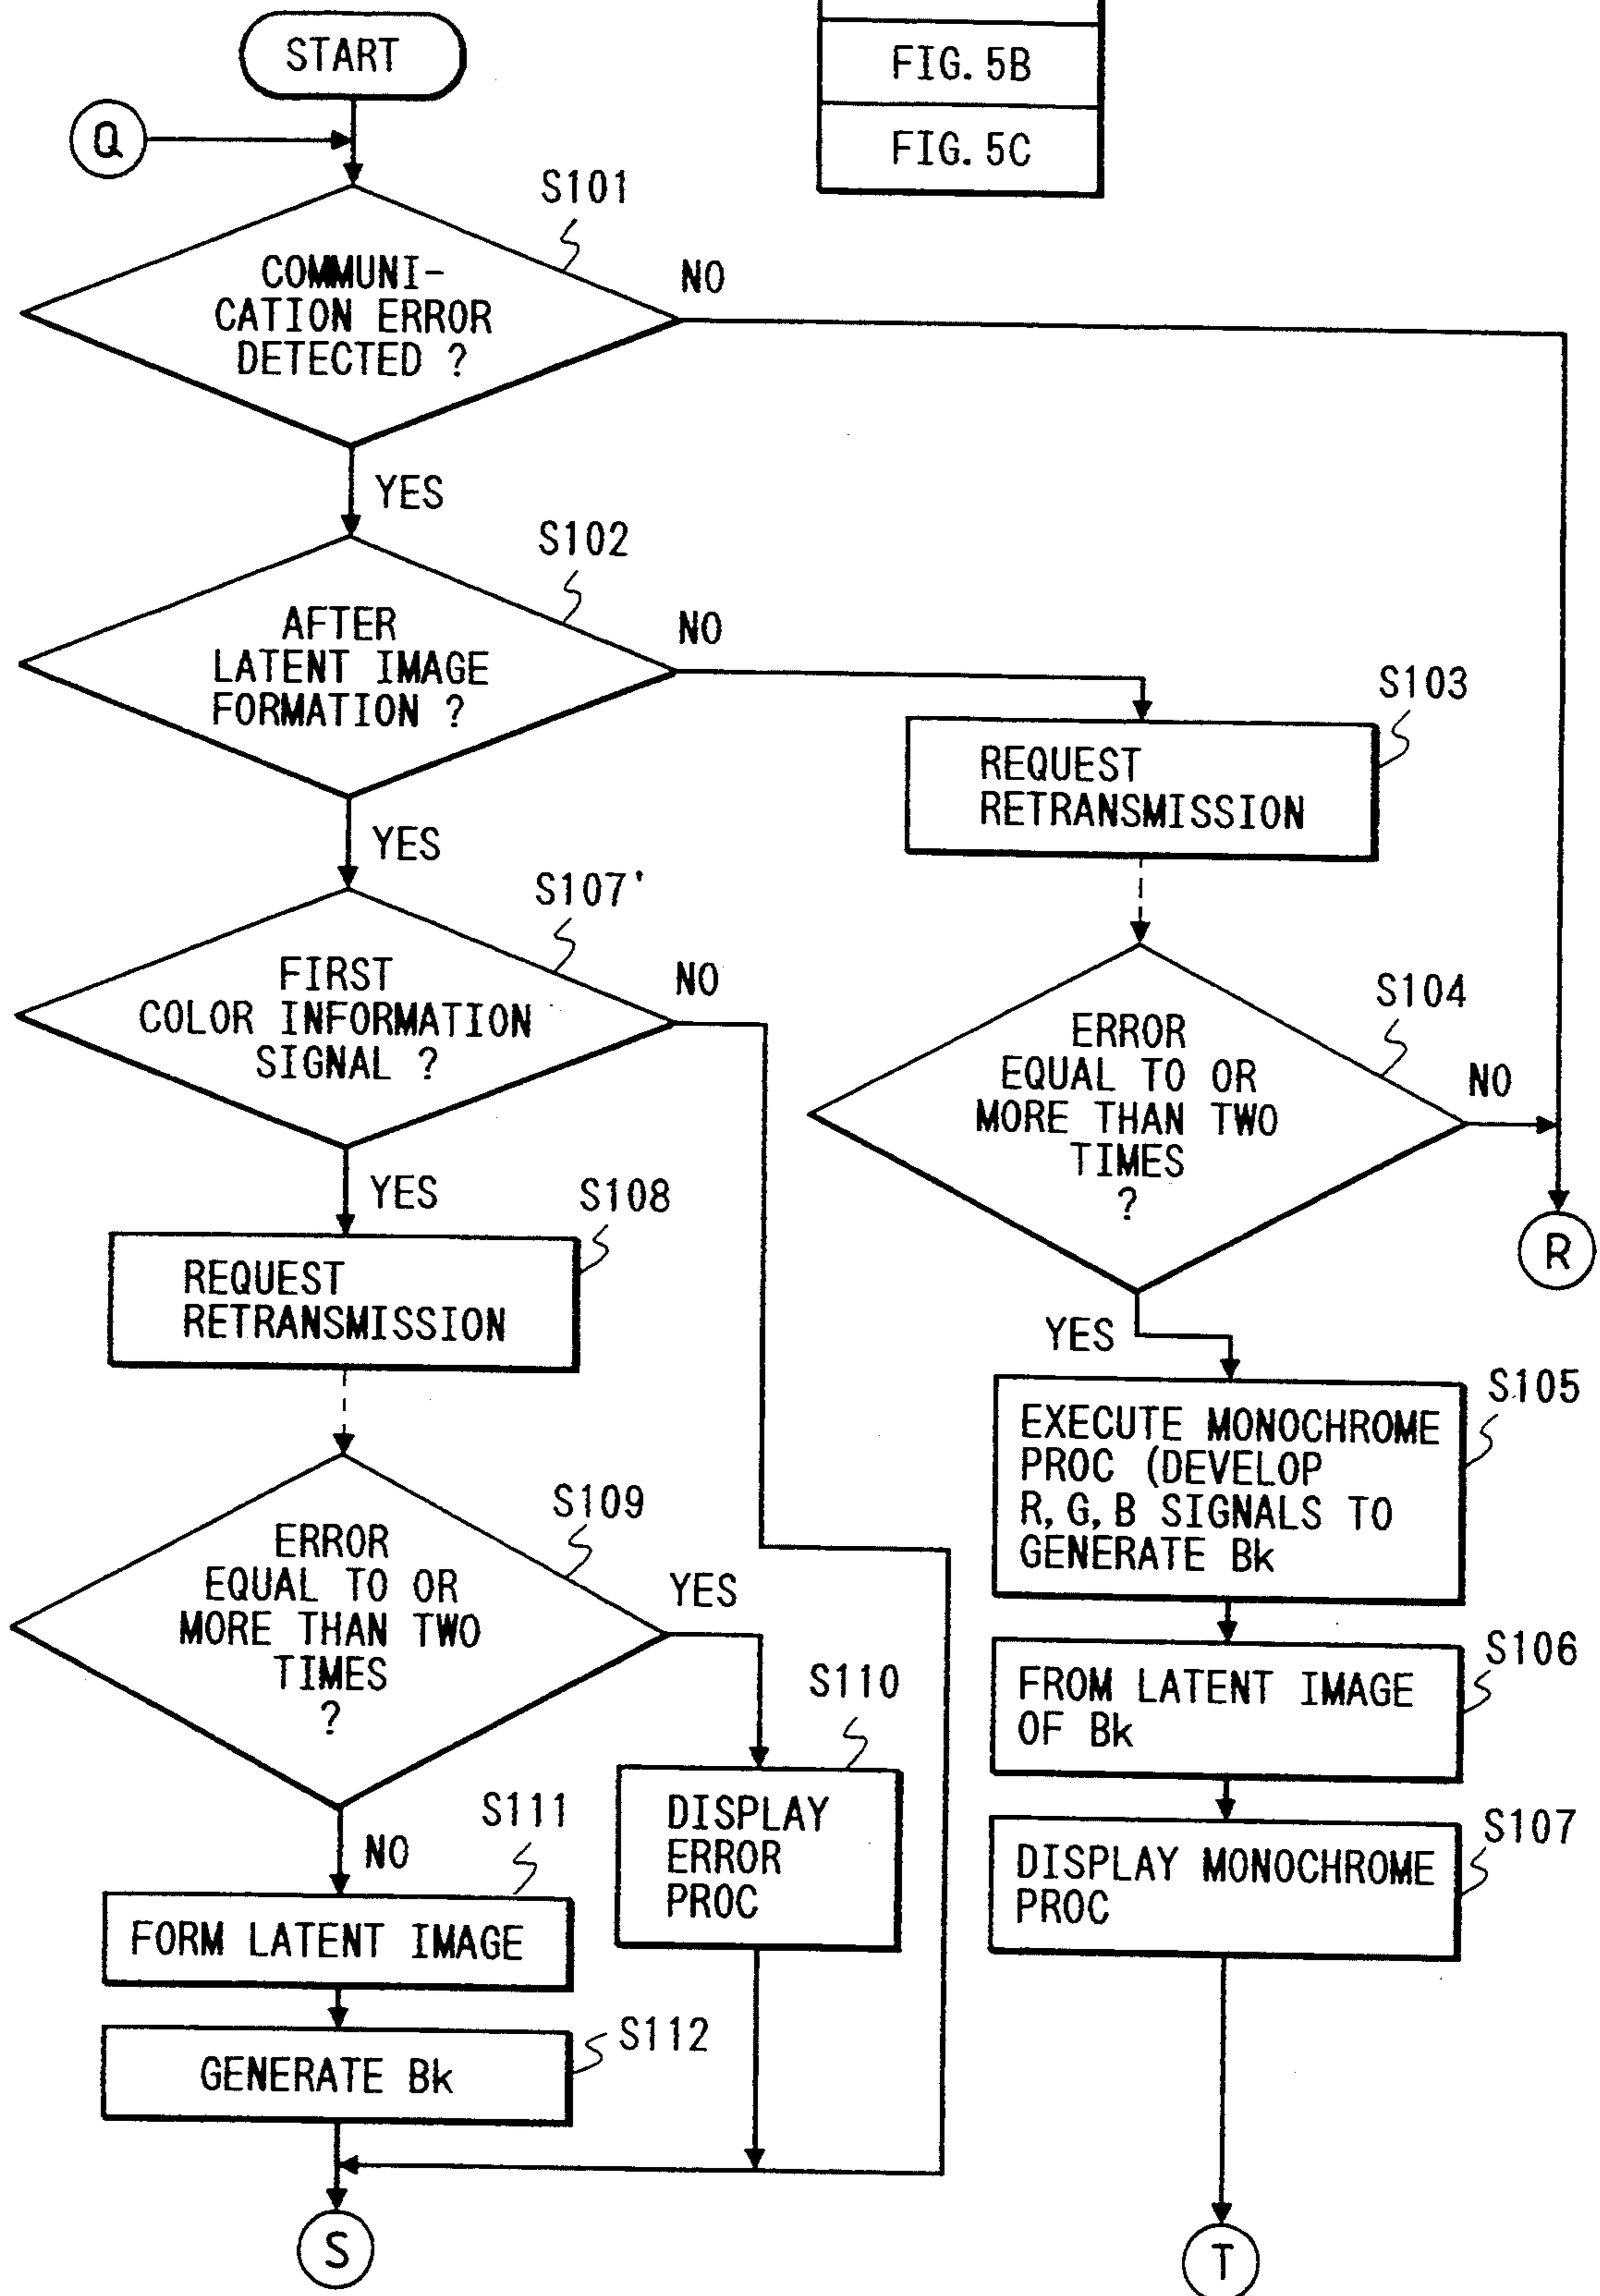 START
FIG.5B
FIG.5C
Q
S101
COMMUNI-
CATION ERROR
DETECTED ?
NO
YES
S102
AFTER
LATENT IMAGE
FORMATION ?
NO
YES
S103
REQUEST
RETRANSMISSION
S107'
FIRST
COLOR INFORMATION
SIGNAL ?
NO
YES
S104
ERROR
EQUAL TO OR
MORE THAN TWO
TIMES
?
NO
R
YES
S108
REQUEST
RETRANSMISSION
S105
EXECUTE MONOCHROME
PROC (DEVELOP
R,G,B SIGNALS TO
GENERATE Bk
S109
ERROR
EQUAL TO OR
MORE THAN TWO
TIMES
?
YES
NO
S110
DISPLAY
ERROR
PROC
S106
FROM LATENT IMAGE
OF Bk
S107
DISPLAY MONOCHROME
PROC
S111
FORM LATENT IMAGE
S112
GENERATE Bk
S
T